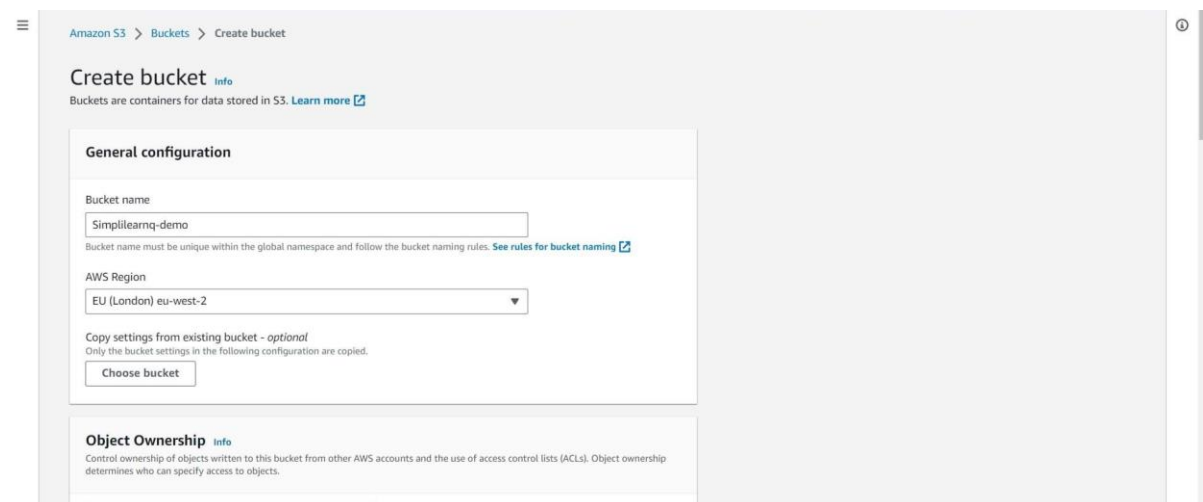 Amazon S3 > Buckets > Create bucket
Create bucket Info
Buckets are containers for data stored in S3. Learn more
General configuration
Bucket name
Simplilearnq-demo
Bucket name must be unique within the global namespace and follow the bucket naming rules. See rules for bucket naming
AWS Region
EU (London) eu-west-2
Copy settings from existing bucket - optional
Only the bucket settings in the following configuration are copied.
Choose bucket
Object Ownership Info
Control ownership of objects written to this bucket from other AWS accounts and the use of access control lists (ACLs). Object ownership
determines who can specify access to objects.